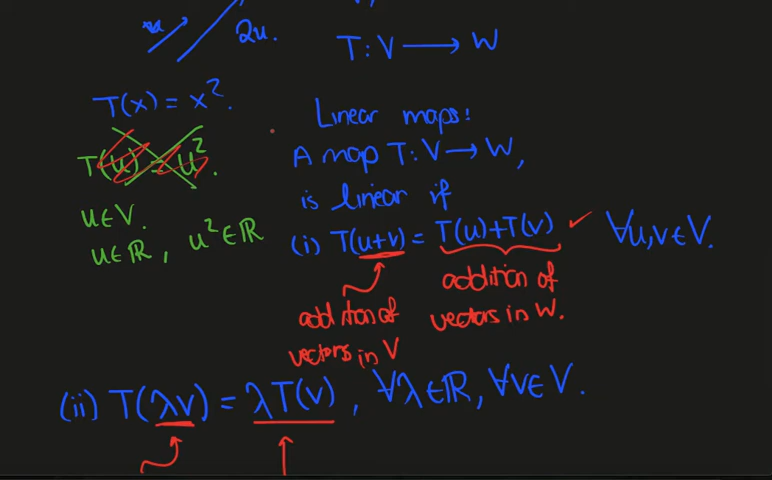 u
2u.
T: V → W
T(x) = x².
Linear maps:
A map T: V → W,
is linear if
T(u) = u².
u∈V.
u∈ℝ, u²∈ℝ
(i) T(u+v) = T(u)+T(v) ✓ ∀u,v∈V.
addition of
vectors in V
addition of
vectors in W.
(ii) T(λv) = λT(v), ∀λ∈ℝ, ∀v∈V.